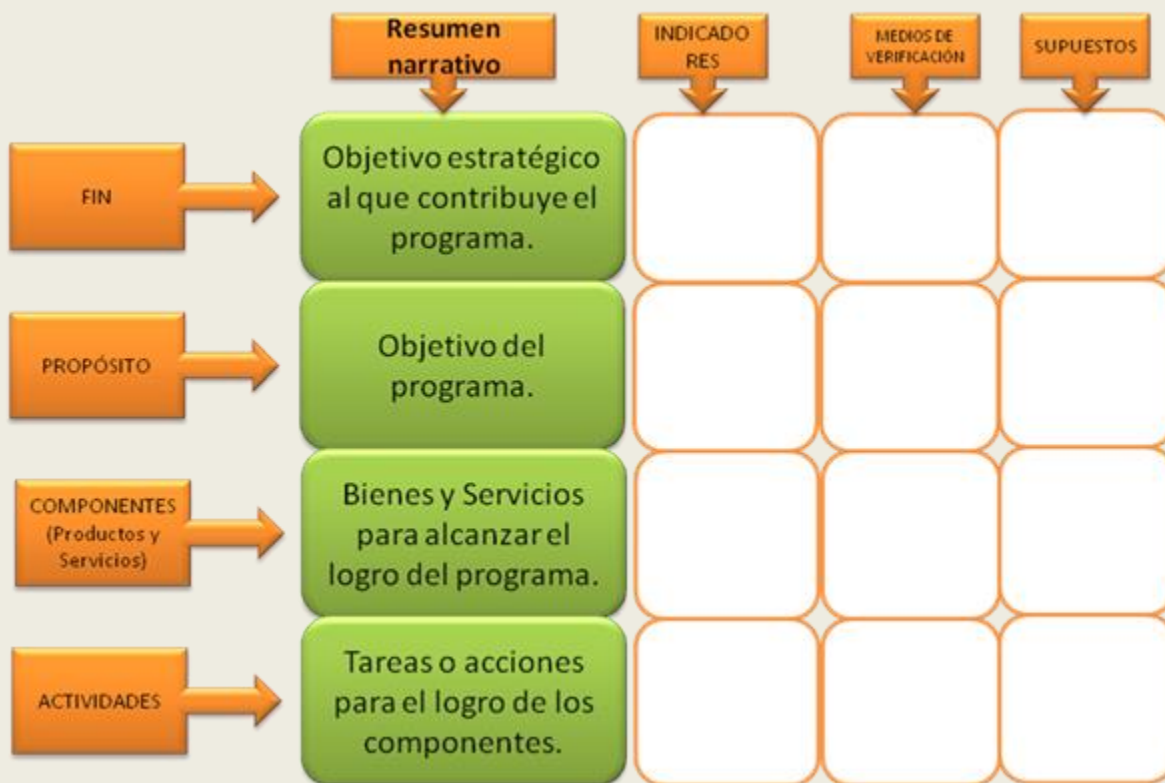 Resumen
narrativo
INDICADO
RES
MEDIOS DE
VERIFICACIÓN
SUPUESTOS
FIN
Objetivo estratégico
al que contribuye el
programa.
PROPÓSITO
Objetivo del
programa.
COMPONENTES
(Productos y
Servicios)
Bienes y Servicios
para alcanzar el
logro del programa.
ACTIVIDADES
Tareas o acciones
para el logro de los
componentes.